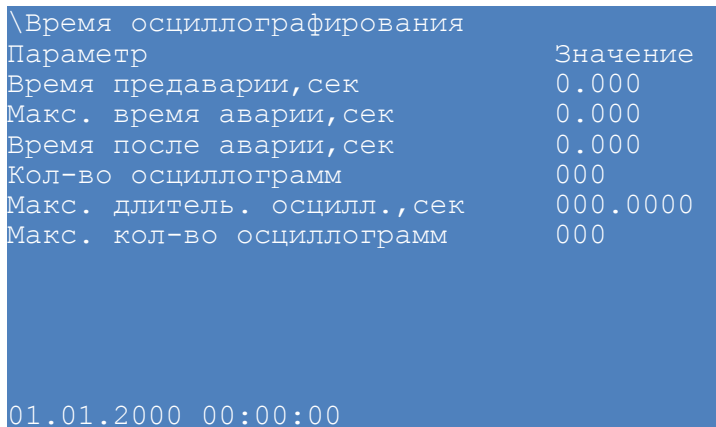 \Время осциллографирования
Параметр Значение
Время предаварии,сек 0.000
Макс. время аварии,сек 0.000
Время после аварии,сек 0.000
Кол-во осциллограмм 000
Макс. длитель. осцилл.,сек 000.0000
Макс. кол-во осциллограмм 000
01.01.2000 00:00:00